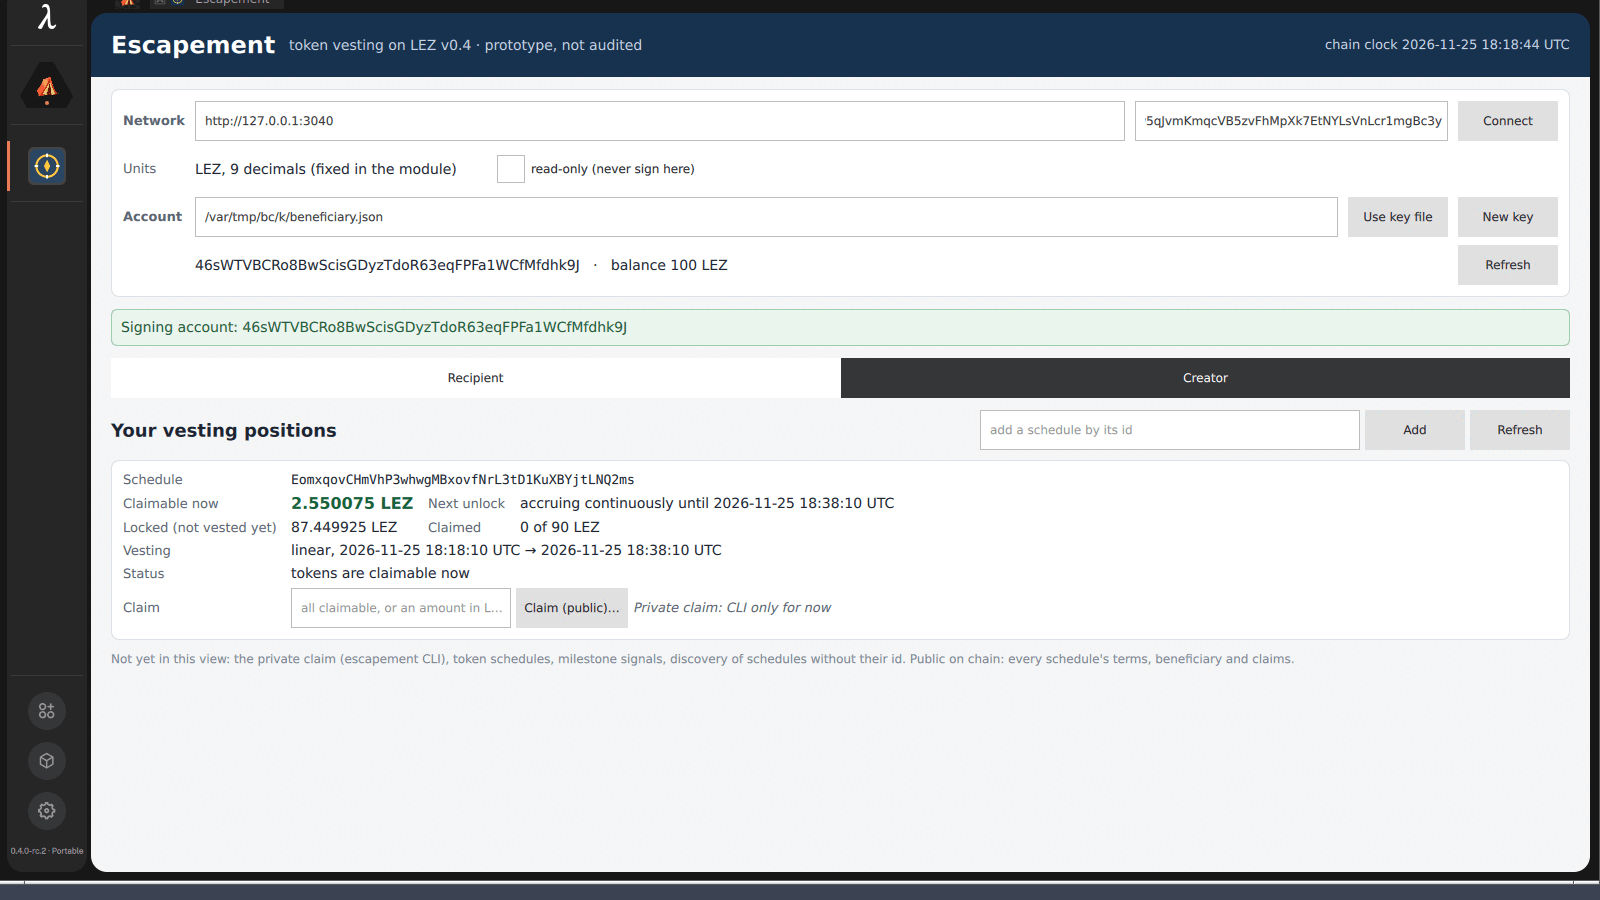 λ
Escapement
Escapement token vesting on LEZ v0.4 · prototype, not audited chain clock 2026-11-25 18:18:44 UTC
Network http://127.0.0.1:3040 5qJvmKmqcVB5zvFhMpXk7EtNYLsVnLcr1mgBc3y Connect
Units LEZ, 9 decimals (fixed in the module) read-only (never sign here)
Account /var/tmp/bc/k/beneficiary.json Use key file New key
46sWTVBCRo8BwScisGDyzTdoR63eqFPFa1WCfMfdhk9J · balance 100 LEZ Refresh
Signing account: 46sWTVBCRo8BwScisGDyzTdoR63eqFPFa1WCfMfdhk9J
Recipient Creator
Your vesting positions add a schedule by its id Add Refresh
Schedule EomxqovCHmVhP3whwgMBxovfNrL3tD1KuXBYjtLNQ2ms
Claimable now 2.550075 LEZ Next unlock accruing continuously until 2026-11-25 18:38:10 UTC
Locked (not vested yet) 87.449925 LEZ Claimed 0 of 90 LEZ
Vesting linear, 2026-11-25 18:18:10 UTC → 2026-11-25 18:38:10 UTC
Status tokens are claimable now
Claim all claimable, or an amount in L... Claim (public)... Private claim: CLI only for now
Not yet in this view: the private claim (escapement CLI), token schedules, milestone signals, discovery of schedules without their id. Public on chain: every schedule's terms, beneficiary and claims.
0.4.0-rc.2 · Portable